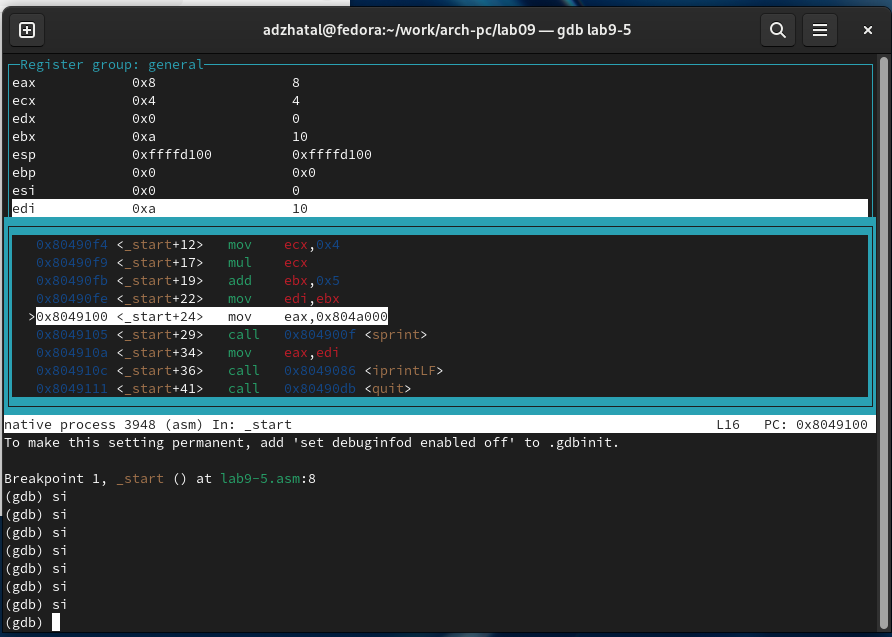 adzhatal@fedora:~/work/arch-pc/lab09 — gdb lab9-5
Register group: general
eax 0x8 8
ecx 0x4 4
edx 0x0 0
ebx 0xa 10
esp 0xffffd100 0xffffd100
ebp 0x0 0x0
esi 0x0 0
edi 0xa 10
0x80490f4 <_start+12> mov ecx,0x4
0x80490f9 <_start+17> mul ecx
0x80490fb <_start+19> add ebx,0x5
0x80490fe <_start+22> mov edi,ebx
>0x8049100 <_start+24> mov eax,0x804a000
0x8049105 <_start+29> call 0x804900f <sprint>
0x804910a <_start+34> mov eax,edi
0x804910c <_start+36> call 0x8049086 <iprintLF>
0x8049111 <_start+41> call 0x80490db <quit>
native process 3948 (asm) In: _start L16 PC: 0x8049100
To make this setting permanent, add 'set debuginfod enabled off' to .gdbinit.
Breakpoint 1, _start () at lab9-5.asm:8
(gdb) si
(gdb) si
(gdb) si
(gdb) si
(gdb) si
(gdb) si
(gdb) si
(gdb)